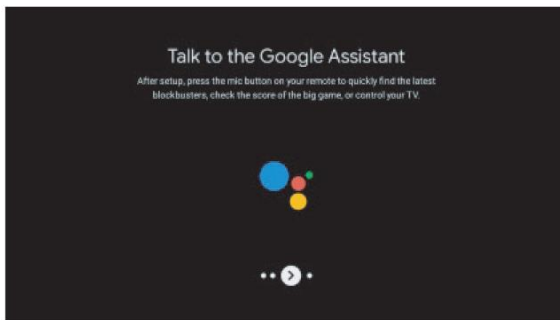 Talk to the Google Assistant
After setup, press the mic button on your remote to quickly find the latest
blockbusters, check the score of the big game, or control your TV.